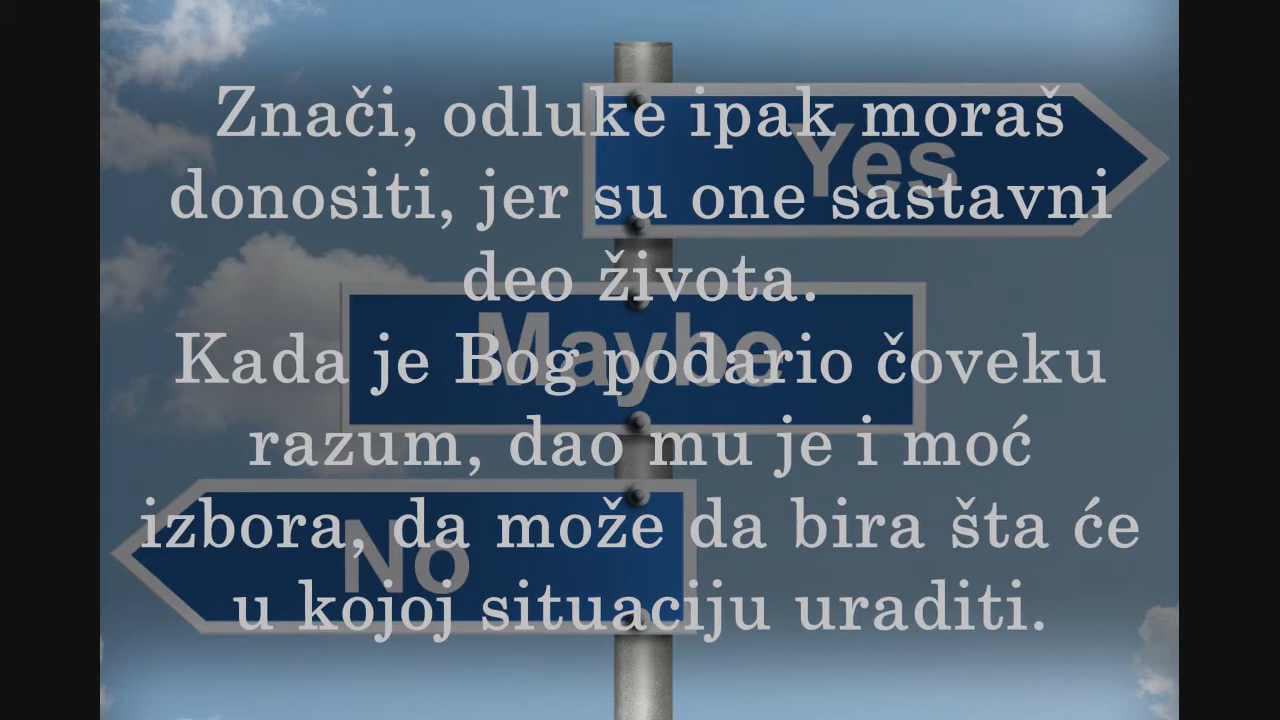 Znači, odluke ipak moraš
Yes
donositi, jer su one sastavni
deo života.
Maybe
Kada je Bog podario čoveku
razum, dao mu je i moć
izbora, da može da bira šta će
No
u kojoj situaciju uraditi.